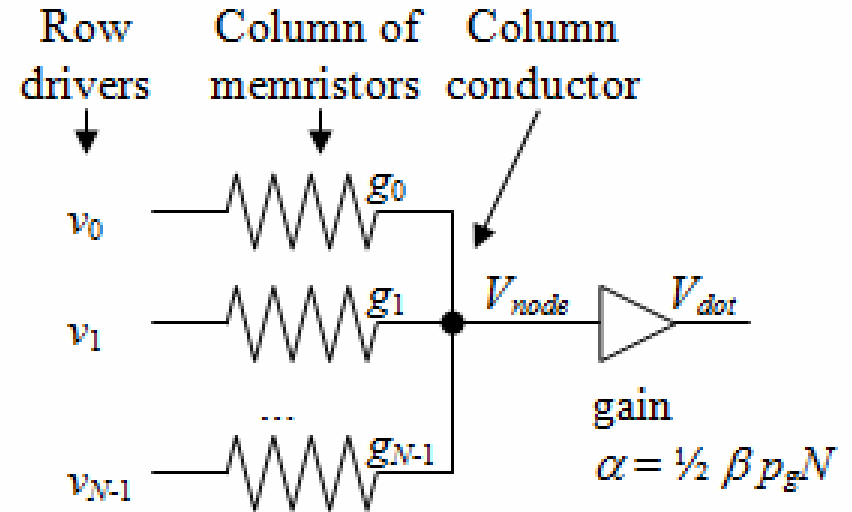 Row Column of Column
drivers memristors conductor
v0 g0
v1 g1 Vnode Vdot
...
vN-1 gN-1
gain
α = ½ β pgN